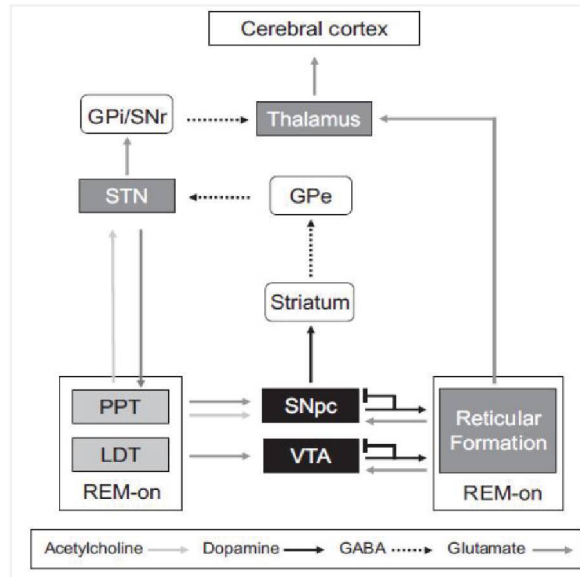 Cerebral cortex
GPi/SNr
Thalamus
STN
GPe
Striatum
PPT
SNpc
Reticular
Formation
LDT
VTA
REM-on
REM-on
Acetylcholine
Dopamine
GABA
Glutamate